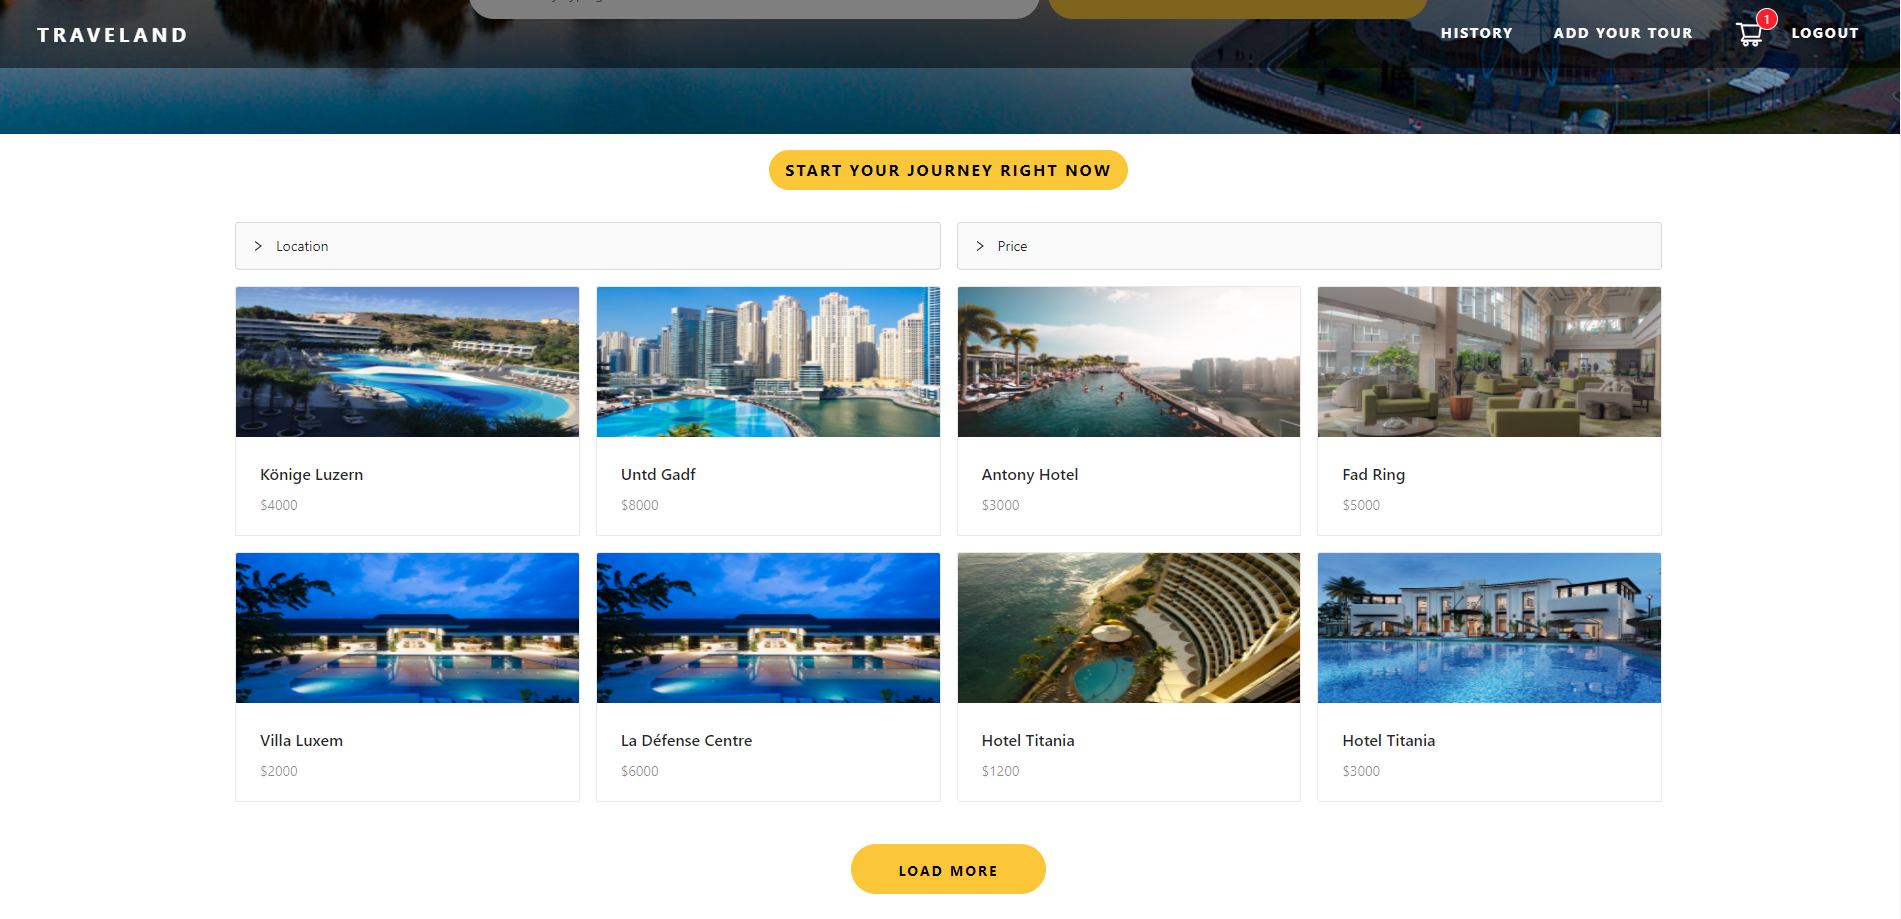 TRAVELAND
HISTORY
ADD YOUR TOUR
1
LOGOUT
START YOUR JOURNEY RIGHT NOW
Location
Price
Könige Luzern
$4000
Untd Gadf
$8000
Antony Hotel
$3000
Fad Ring
$5000
Villa Luxem
$2000
La Défense Centre
$6000
Hotel Titania
$1200
Hotel Titania
$3000
LOAD MORE